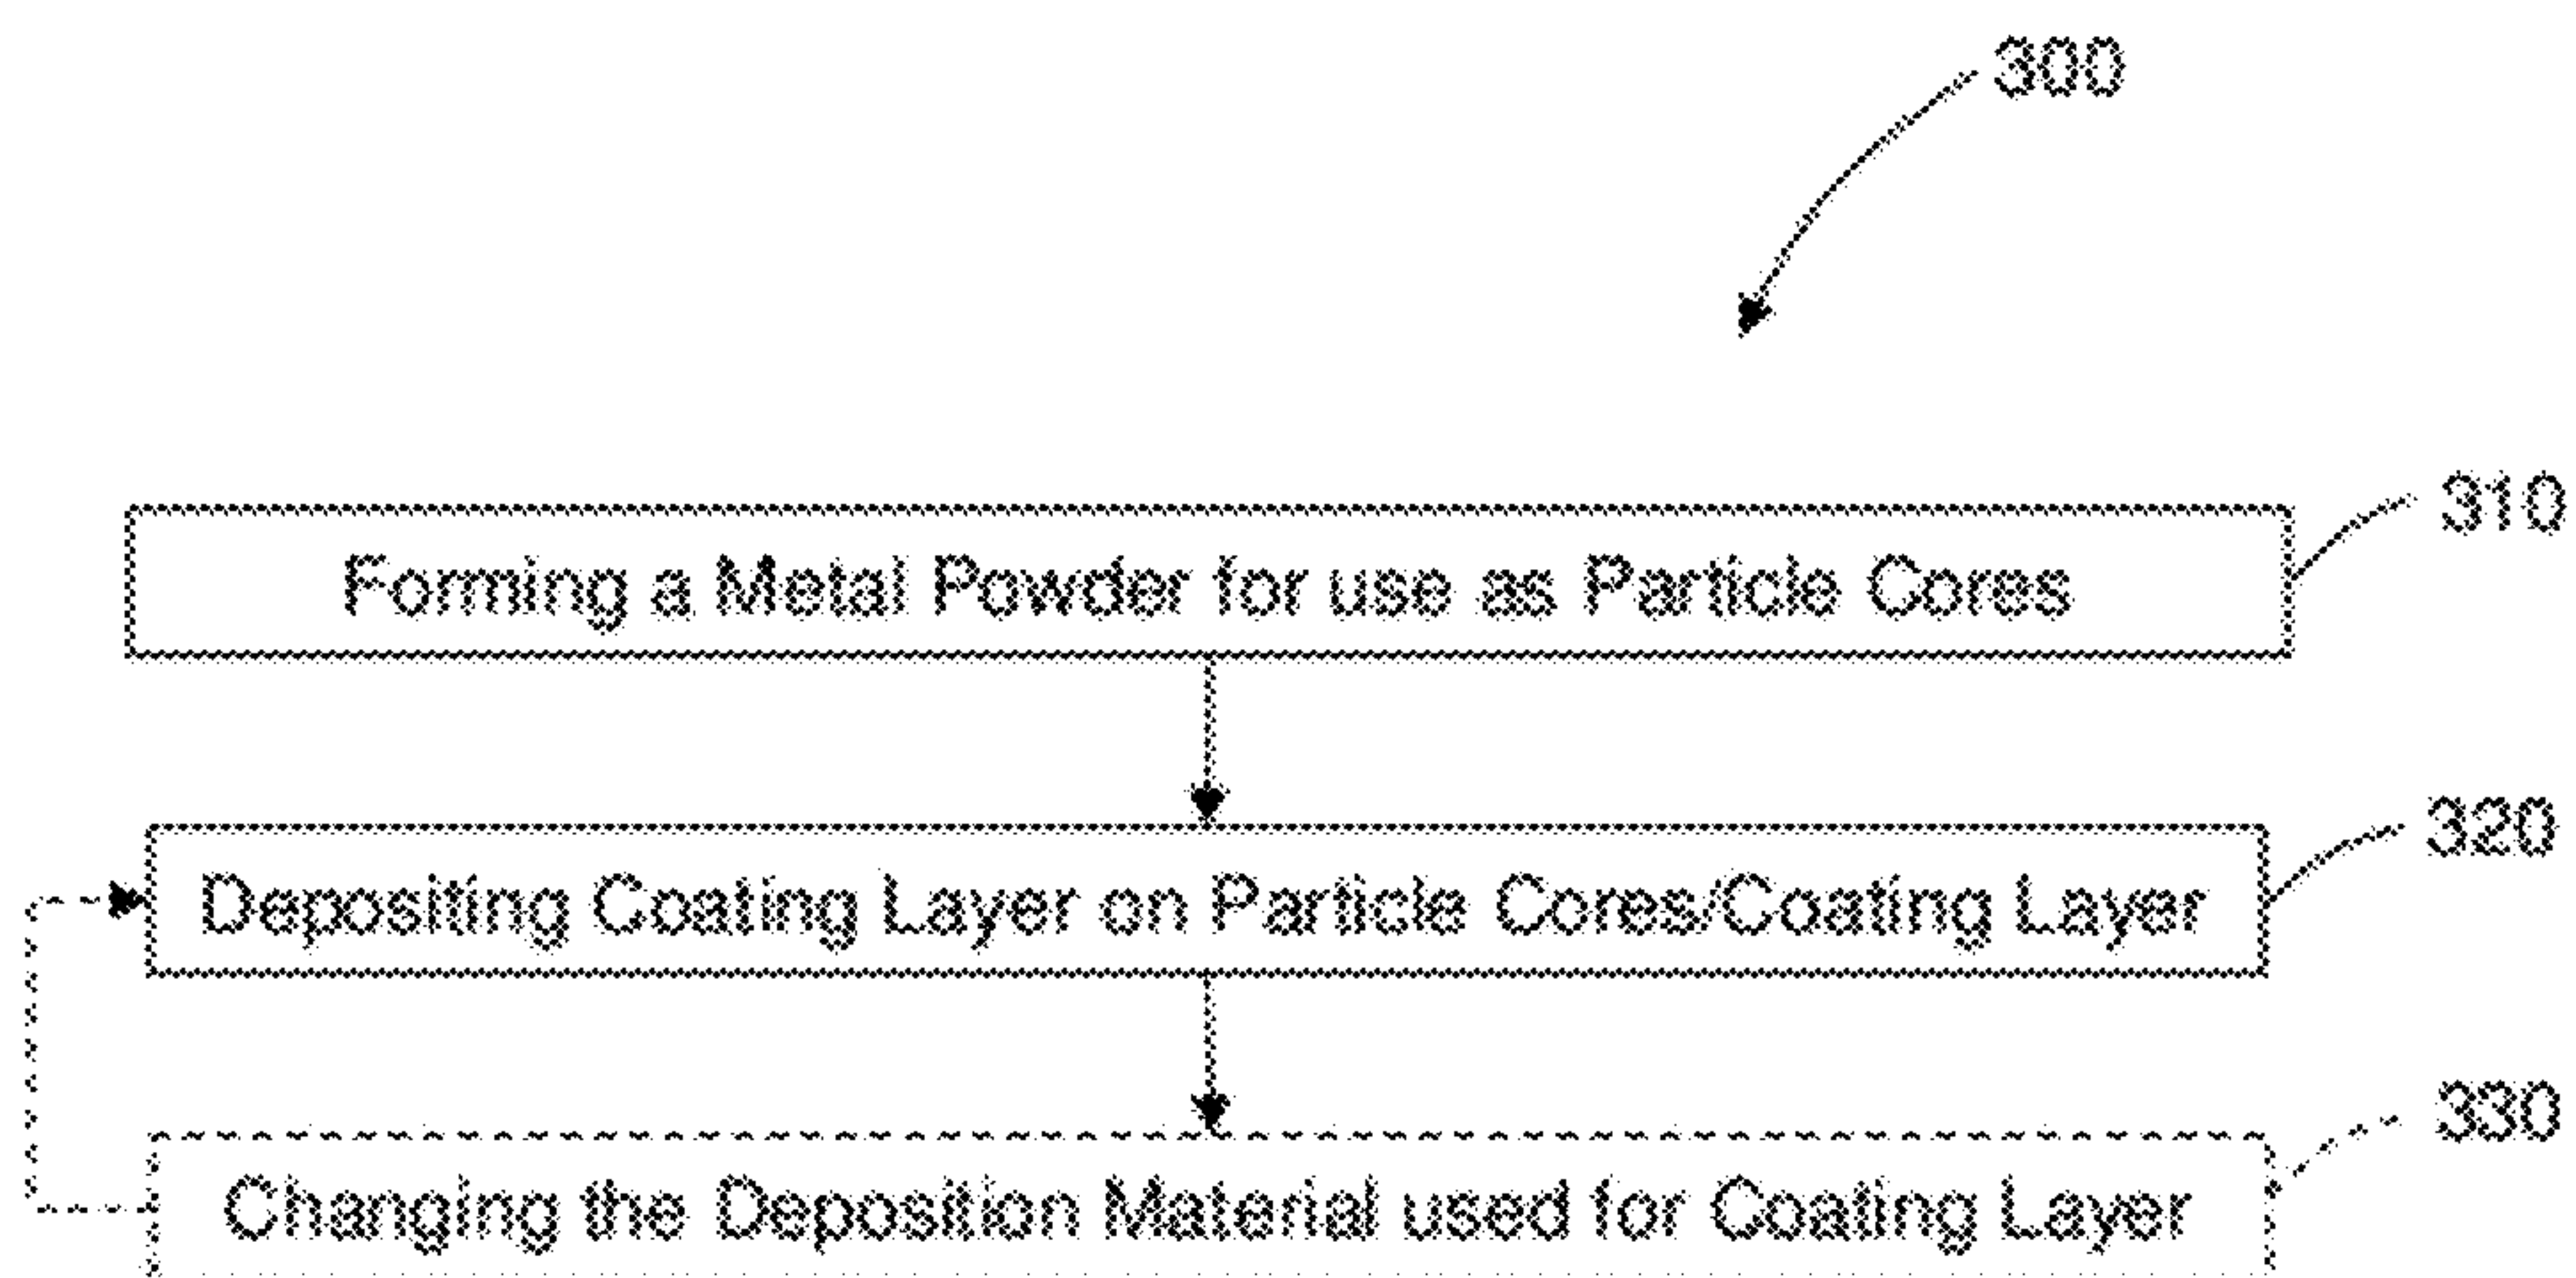 300
310
Forming a Metal Powder for use as Particle Cores
320
Depositing Coating Layer on Particle Cores/Coating Layer
330
Changing the Deposition Material used for Coating Layer